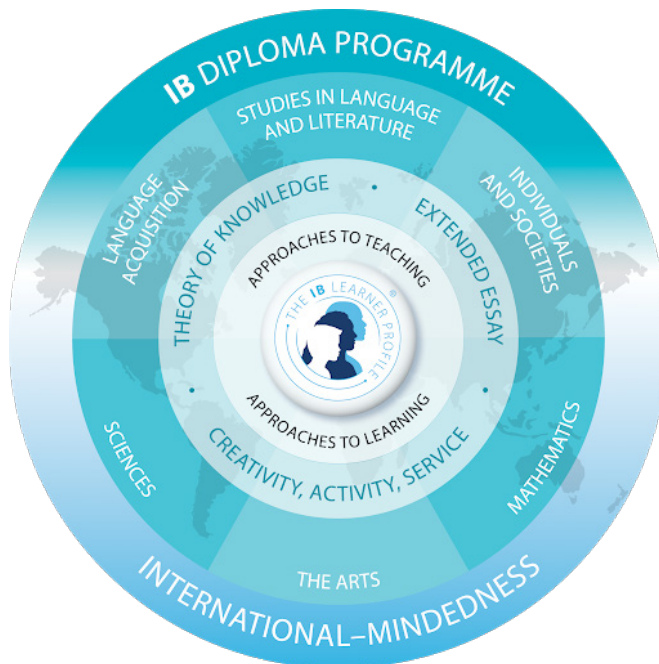 IB DIPLOMA PROGRAMME
STUDIES IN LANGUAGE
AND LITERATURE
LANGUAGE
ACQUISITION
INDIVIDUALS
AND SOCIETIES
THEORY OF KNOWLEDGE
•
EXTENDED ESSAY
APPROACHES TO TEACHING
THE IB LEARNER PROFILE ®
APPROACHES TO LEARNING
•
CREATIVITY, ACTIVITY, SERVICE
•
SCIENCES
MATHEMATICS
THE ARTS
INTERNATIONAL–MINDEDNESS